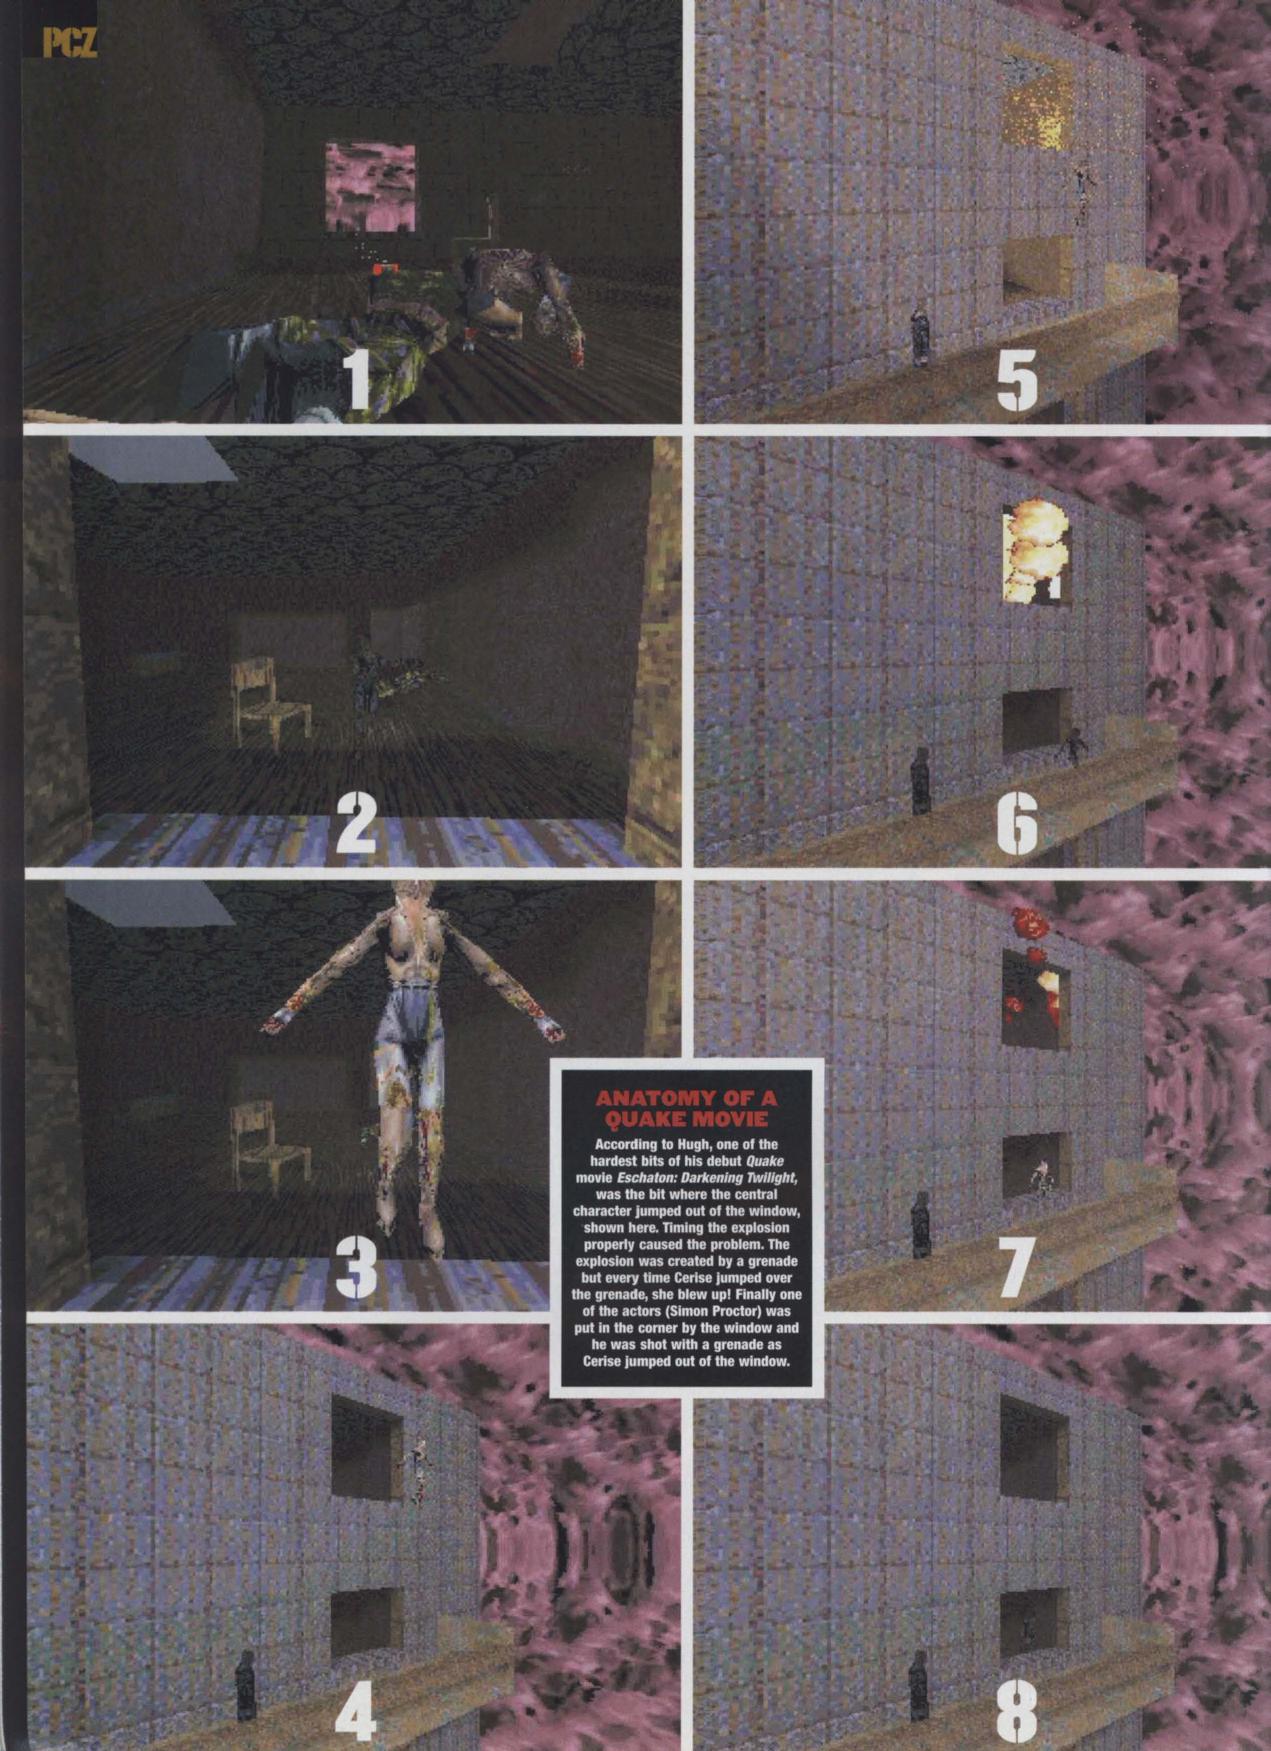 PCZ
1
5
2
6
3
7
ANATOMY OF A
QUAKE MOVIE
According to Hugh, one of the
hardest bits of his debut Quake
movie Eschaton: Darkening Twilight,
was the bit where the central
character jumped out of the window,
shown here. Timing the explosion
properly caused the problem. The
explosion was created by a grenade
but every time Cerise jumped over
the grenade, she blew up! Finally one
of the actors (Simon Proctor) was
put in the corner by the window and
he was shot with a grenade as
Cerise jumped out of the window.
4
8